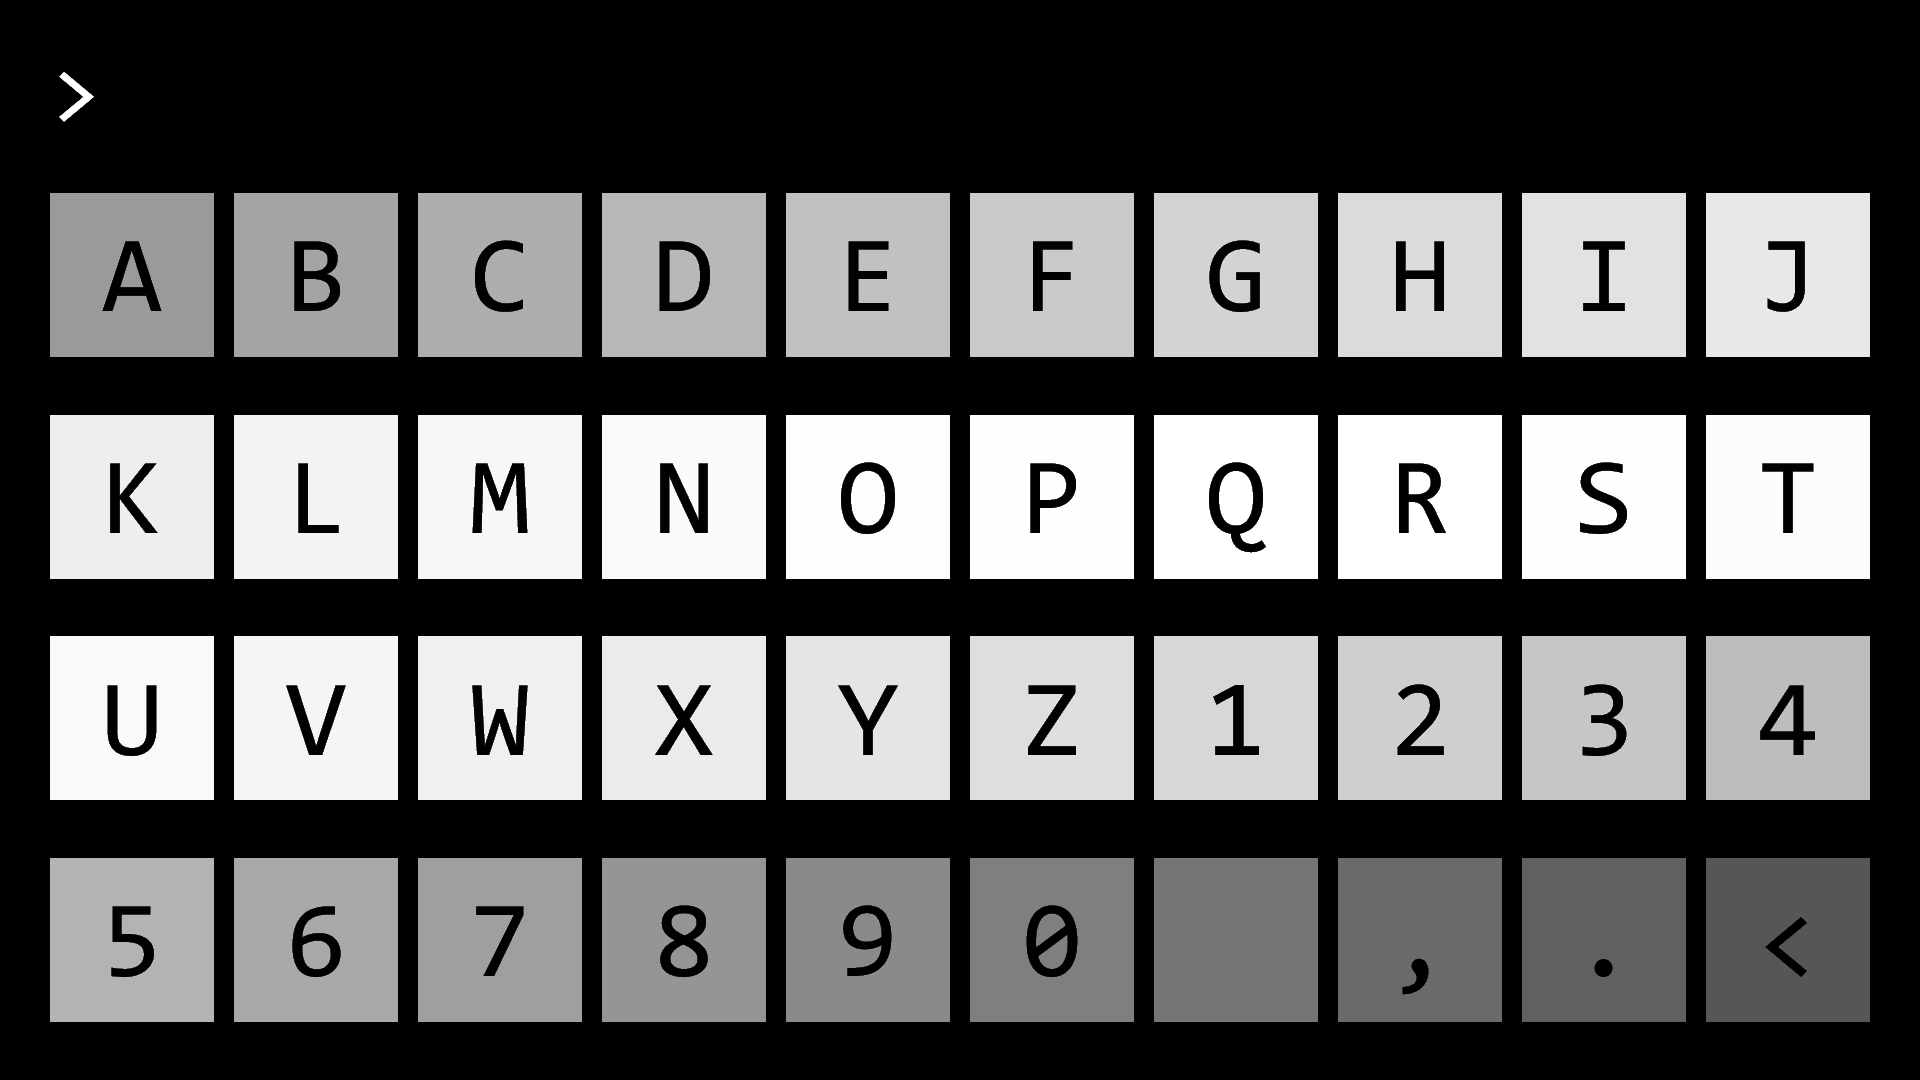 >
A B C D E F G H I J
K L M N O P Q R S T
U V W X Y Z 1 2 3 4
5 6 7 8 9 0 , . <